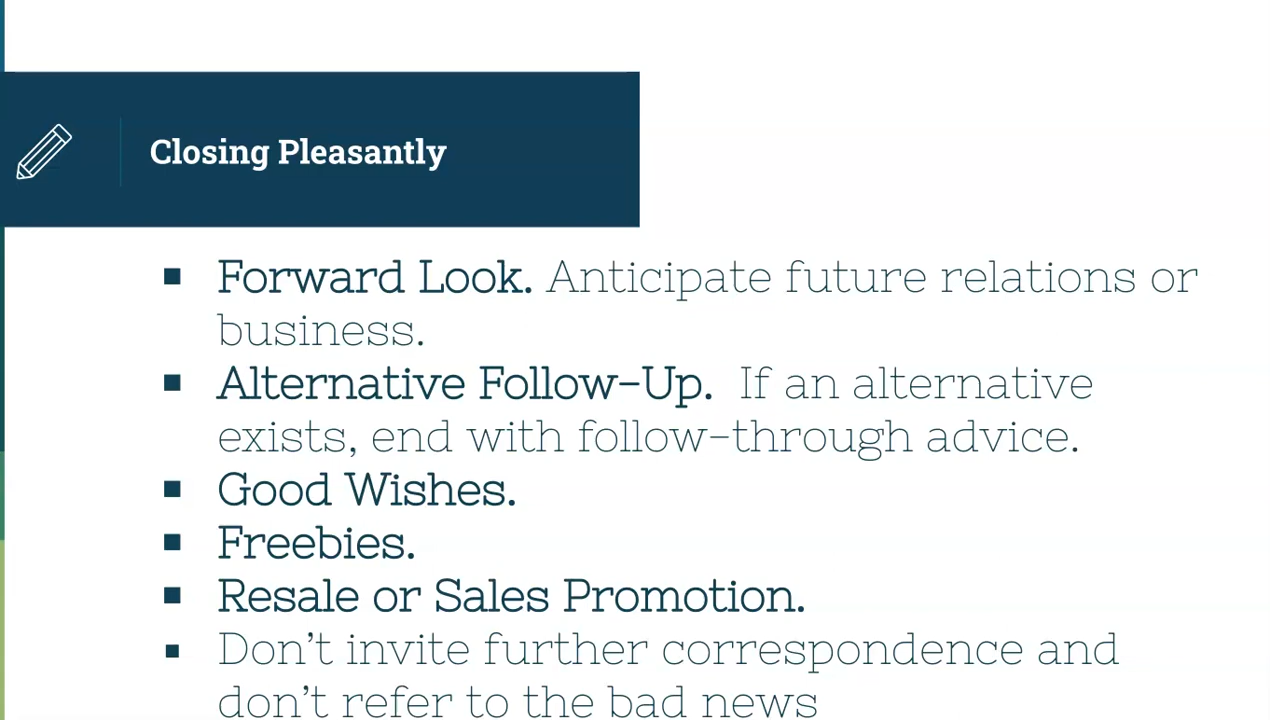 Closing Pleasantly
▪ Forward Look. Anticipate future relations or
business.
▪ Alternative Follow-Up. If an alternative
exists, end with follow-through advice.
▪ Good Wishes.
▪ Freebies.
▪ Resale or Sales Promotion.
▪ Don't invite further correspondence and
don't refer to the bad news